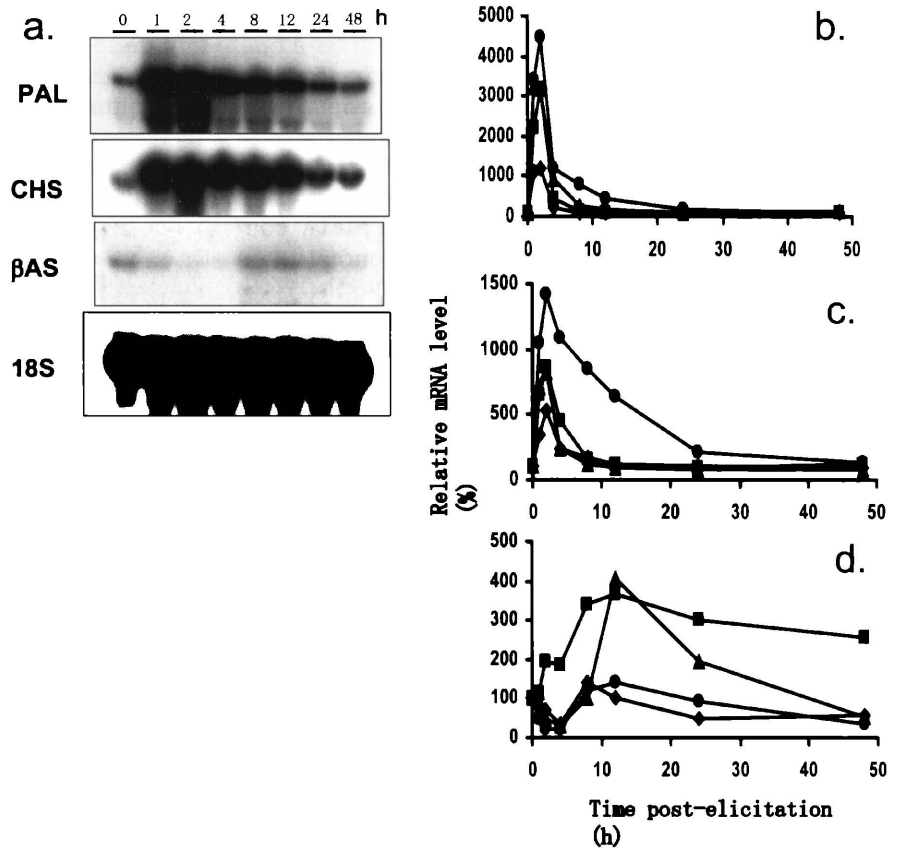 a.
0 1 2 4 8 12 24 48 h
PAL
CHS
βAS
18S
b.
5000
4000
3000
2000
1000
0
0 10 20 30 40 50
c.
1500
1000
500
0
0 10 20 30 40 50
Relative mRNA level
(%)
d.
500
400
300
200
100
0
0 10 20 30 40 50
Time post-elicitation
(h)